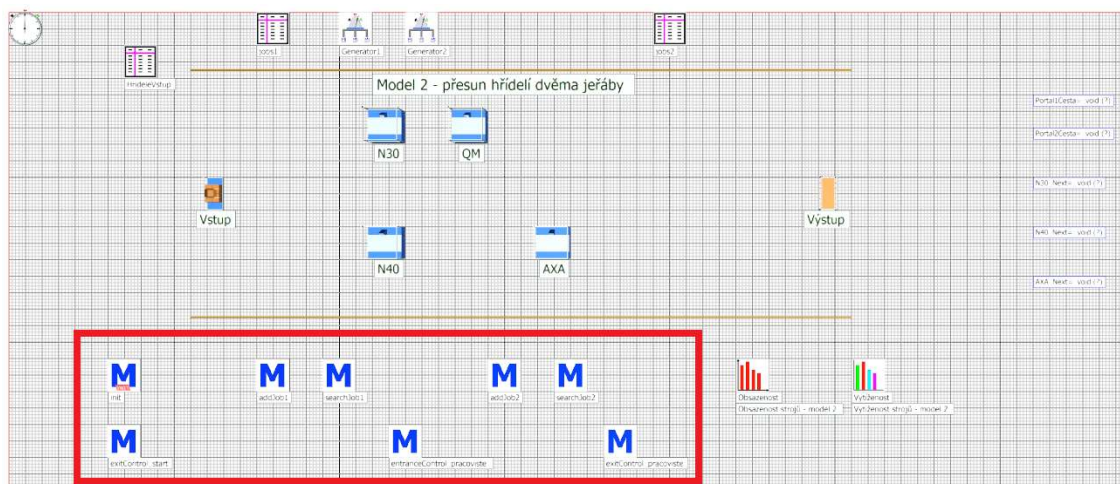 Jobs1
Generator1
Generator2
Jobs2
HrideleVstup
Model 2 - přesun hřídelí dvěma jeřáby
Portal1Cesta= void (?)
Portal2Cesta= void (?)
N30
QM
N30_Next= void (?)
Vstup
Výstup
N40_Next= void (?)
N40
AXA
AXA_Next= void (?)
M
M
M
M
M
init
addJob1
searchJob1
addJob2
searchJob2
Obsazenost
Vytíženost
Obsazenost strojů - model 2
Vytíženost strojů - model 2
M
M
M
exitControl_start
entranceControl_pracoviste
exitControl_pracoviste